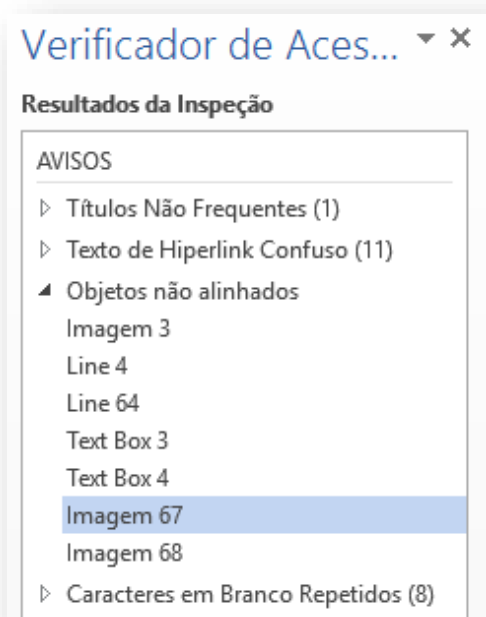 Verificador de Aces...
Resultados da Inspeção
AVISOS
Títulos Não Frequentes (1)
Texto de Hiperlink Confuso (11)
Objetos não alinhados
Imagem 3
Line 4
Line 64
Text Box 3
Text Box 4
Imagem 67
Imagem 68
Caracteres em Branco Repetidos (8)